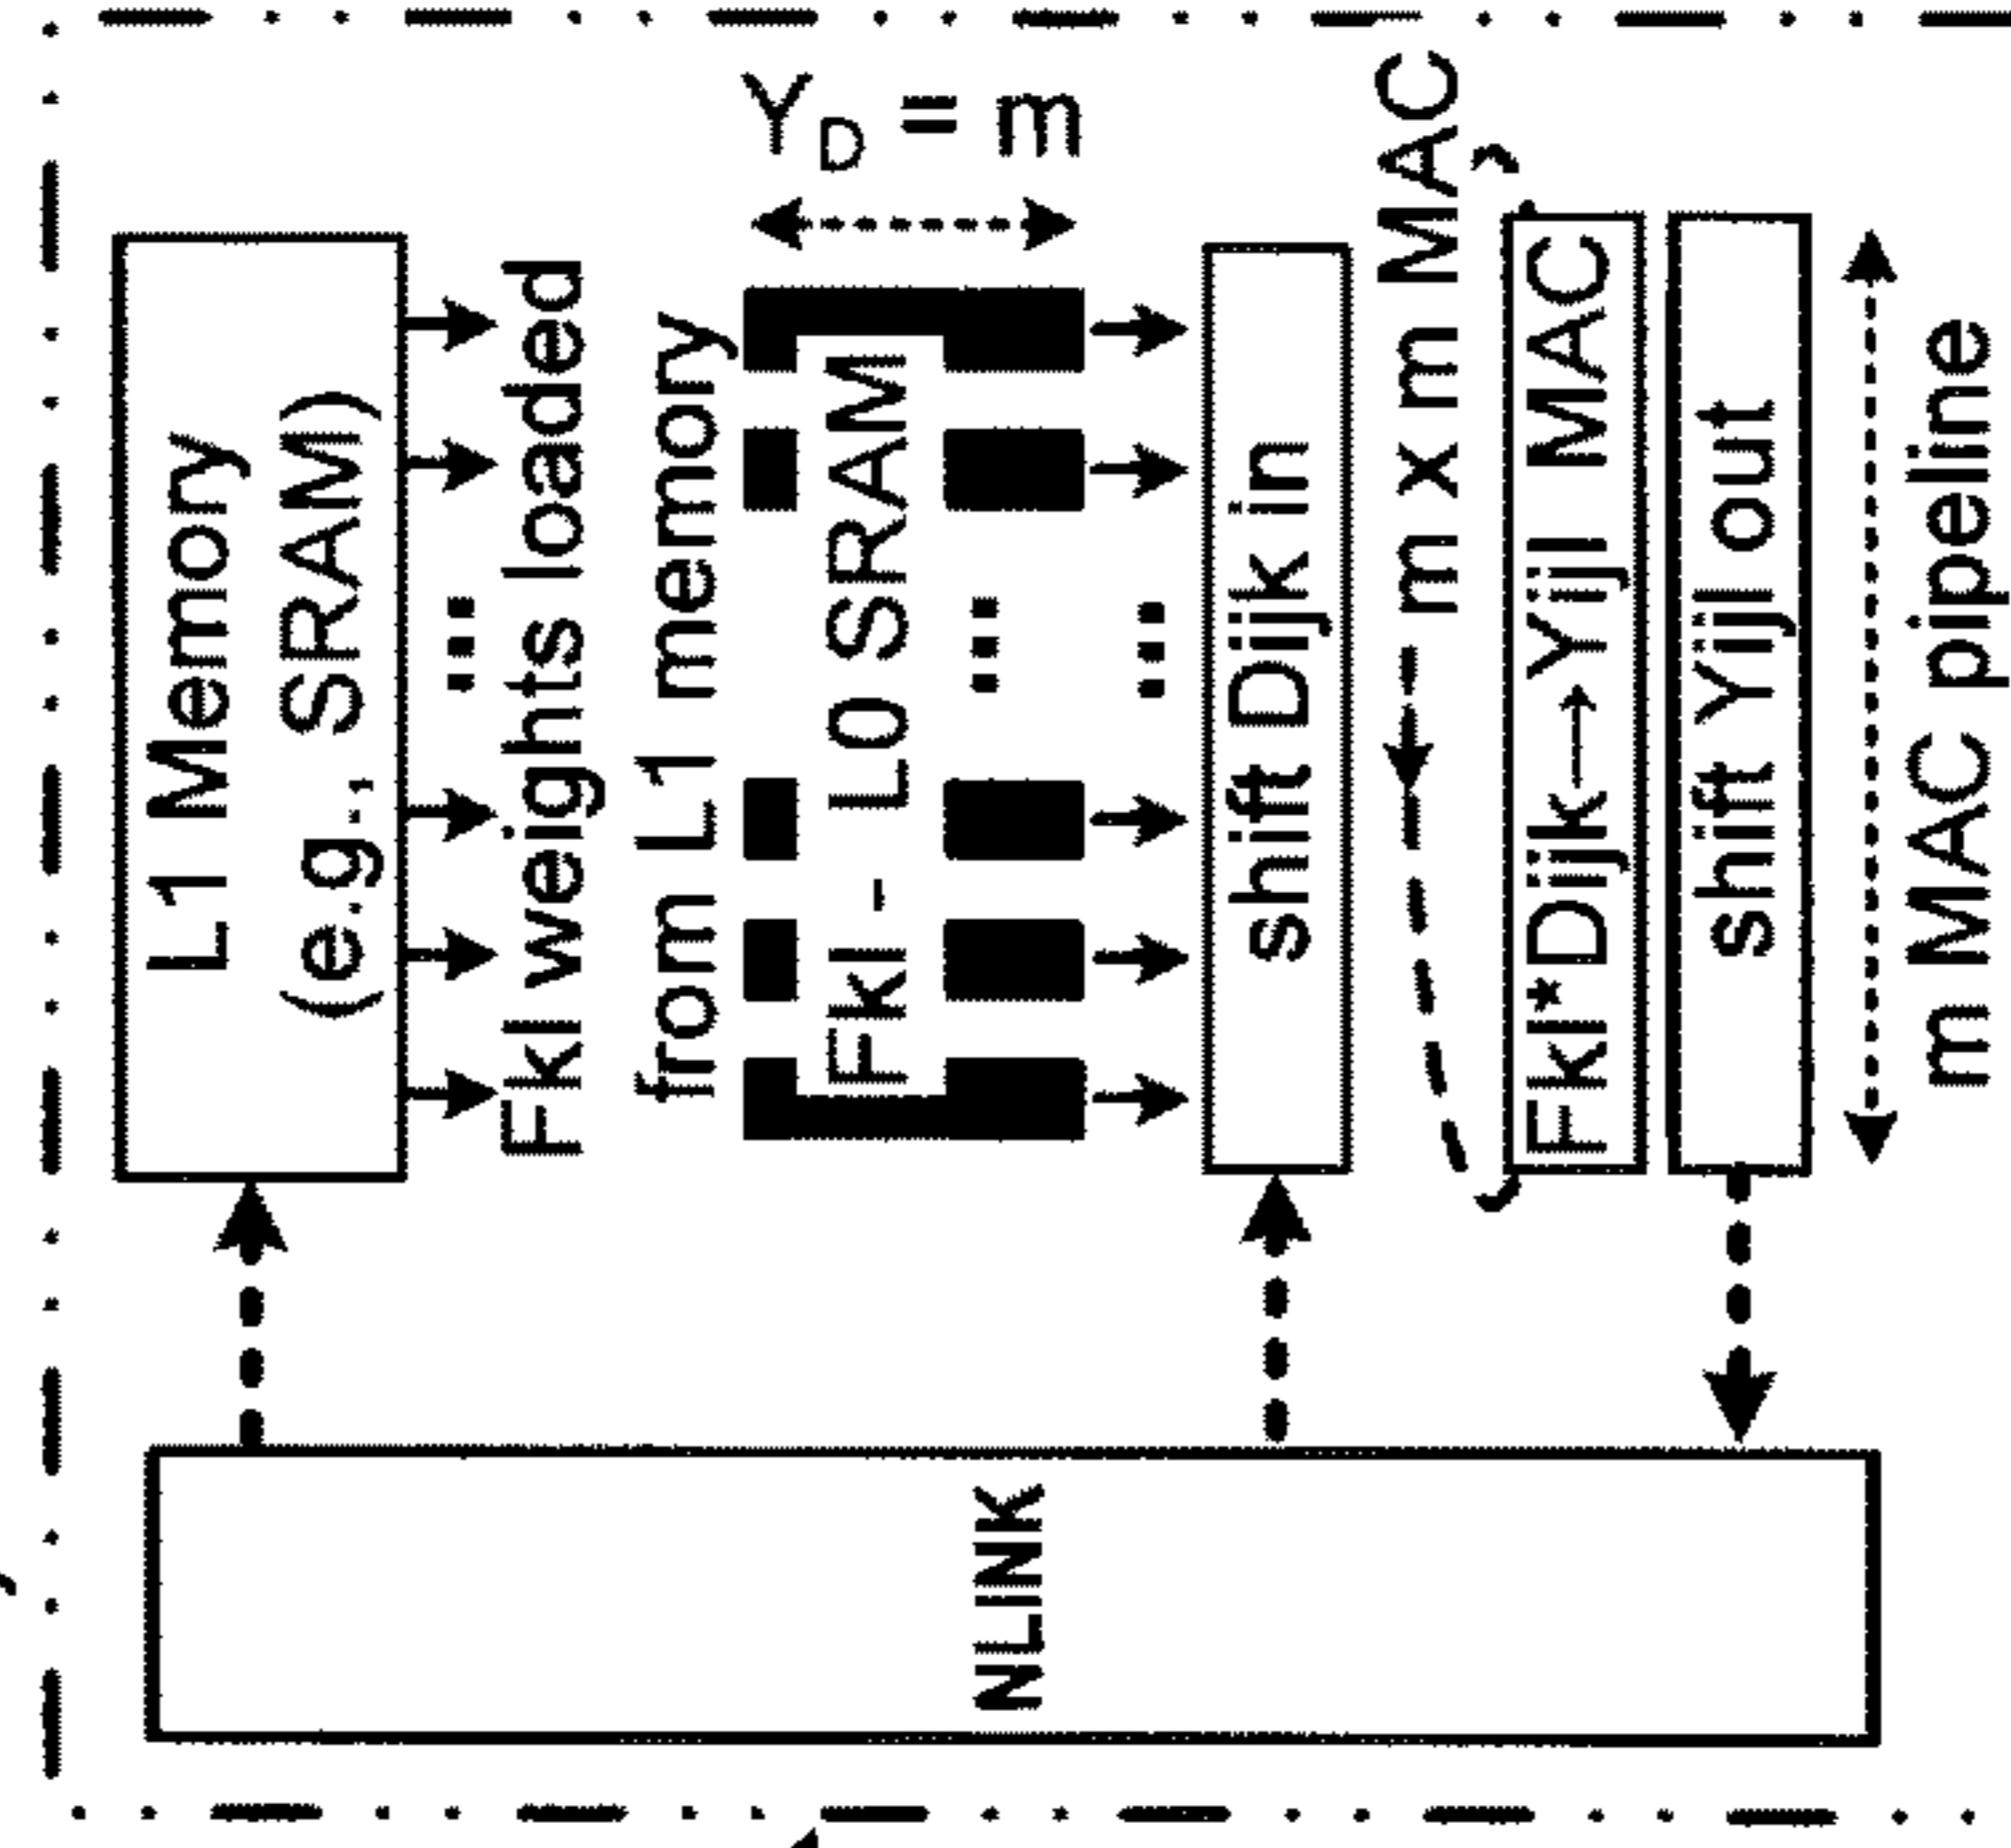 L1 Memory
(e.g., SRAM)
Fkl weights loaded
from L1 memory
Fkl - L0 SRAM
Y_D = m
shift Dijk in
m x m MAC
Fkl*Dijk→Yijl MAC
shift Yijl out
m MAC pipeline
NLINK